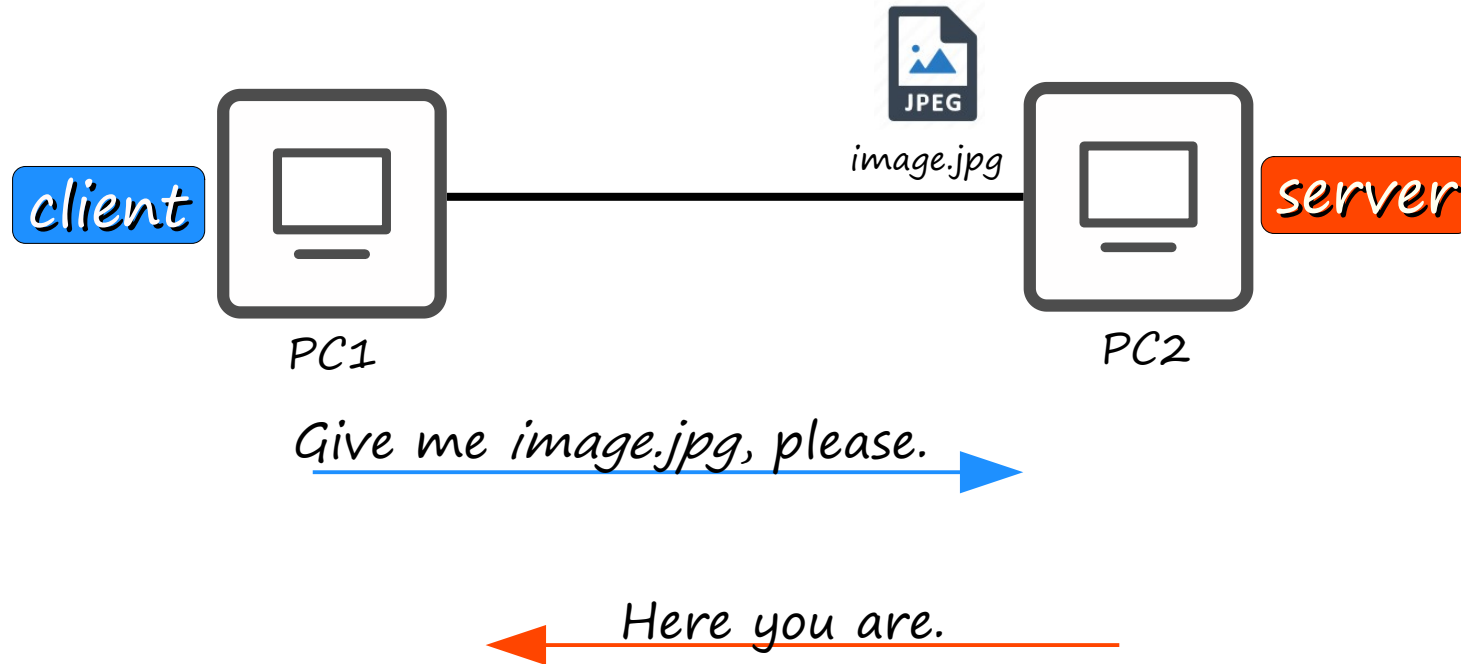 JPEG
image.jpg
client
server
PC1
PC2
Give me image.jpg, please.
Here you are.